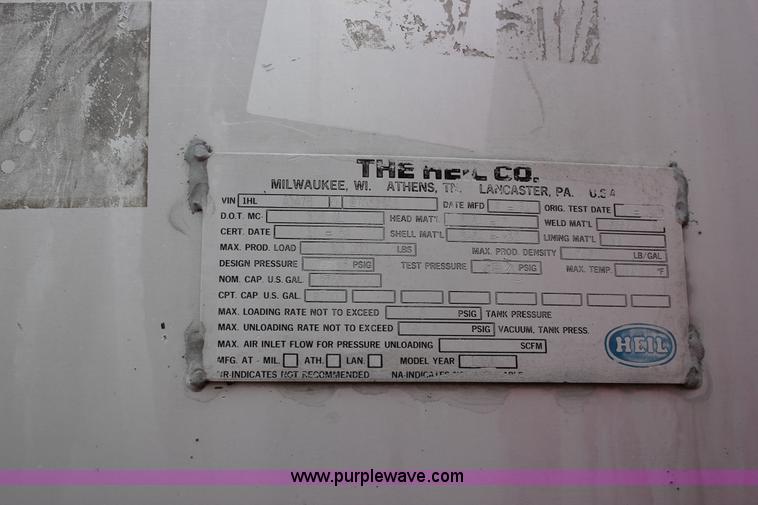 THE HEIL CO.
MILWAUKEE, WI. ATHENS, TN. LANCASTER, PA. U.S.A
VIN 1HL DATE MFD ORIG. TEST DATE
D.O.T. MC- HEAD MAT'L WELD MAT'L
CERT. DATE SHELL MAT'L LINING MAT'L
MAX. PROD. LOAD LBS MAX. PROD. DENSITY LB/GAL
DESIGN PRESSURE PSIG TEST PRESSURE PSIG MAX. TEMP. °F
NOM. CAP. U.S. GAL.
CPT. CAP. U.S. GAL.
MAX. LOADING RATE NOT TO EXCEED PSIG TANK PRESSURE
MAX. UNLOADING RATE NOT TO EXCEED PSIG VACUUM, TANK PRESS.
MAX. AIR INLET FLOW FOR PRESSURE UNLOADING SCFM
HEIL
MFG. AT - MIL. ATH. LAN. MODEL YEAR
NR-INDICATES NOT RECOMMENDED NA-INDICATES
www.purplewave.com